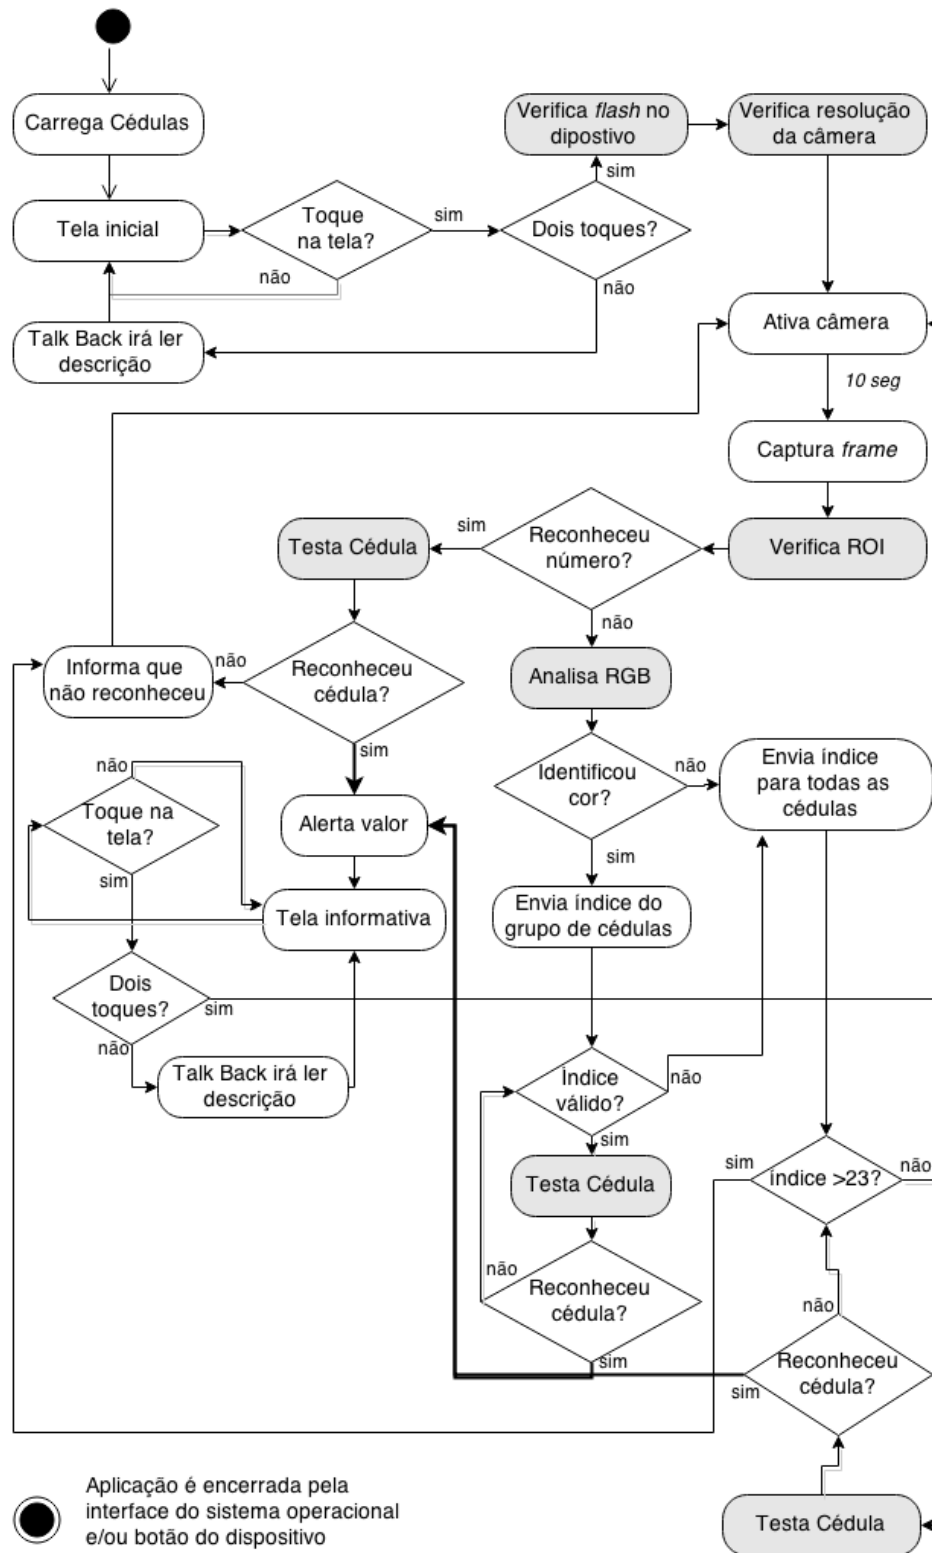 Carrega Cédulas
Verifica flash no
dipostivo
Verifica resolução
da câmera
sim
Tela inicial
Toque
na tela?
sim
Dois toques?
não
não
Talk Back irá ler
descrição
Ativa câmera
10 seg
Captura frame
Testa Cédula
sim
Reconheceu
número?
Verifica ROI
não
Informa que
não reconheceu
não
Reconheceu
cédula?
Analisa RGB
sim
não
Toque na
tela?
sim
Alerta valor
Identificou
cor?
não
Envia índice
para todas as
cédulas
sim
Tela informativa
Envia índice do
grupo de cédulas
Dois
toques?
sim
não
Talk Back irá ler
descrição
Índice
válido?
não
sim
Testa Cédula
sim
índice >23?
não
não
Reconheceu
cédula?
sim
não
Reconheceu
cédula?
sim
Testa Cédula
Aplicação é encerrada pela
interface do sistema operacional
e/ou botão do dispositivo